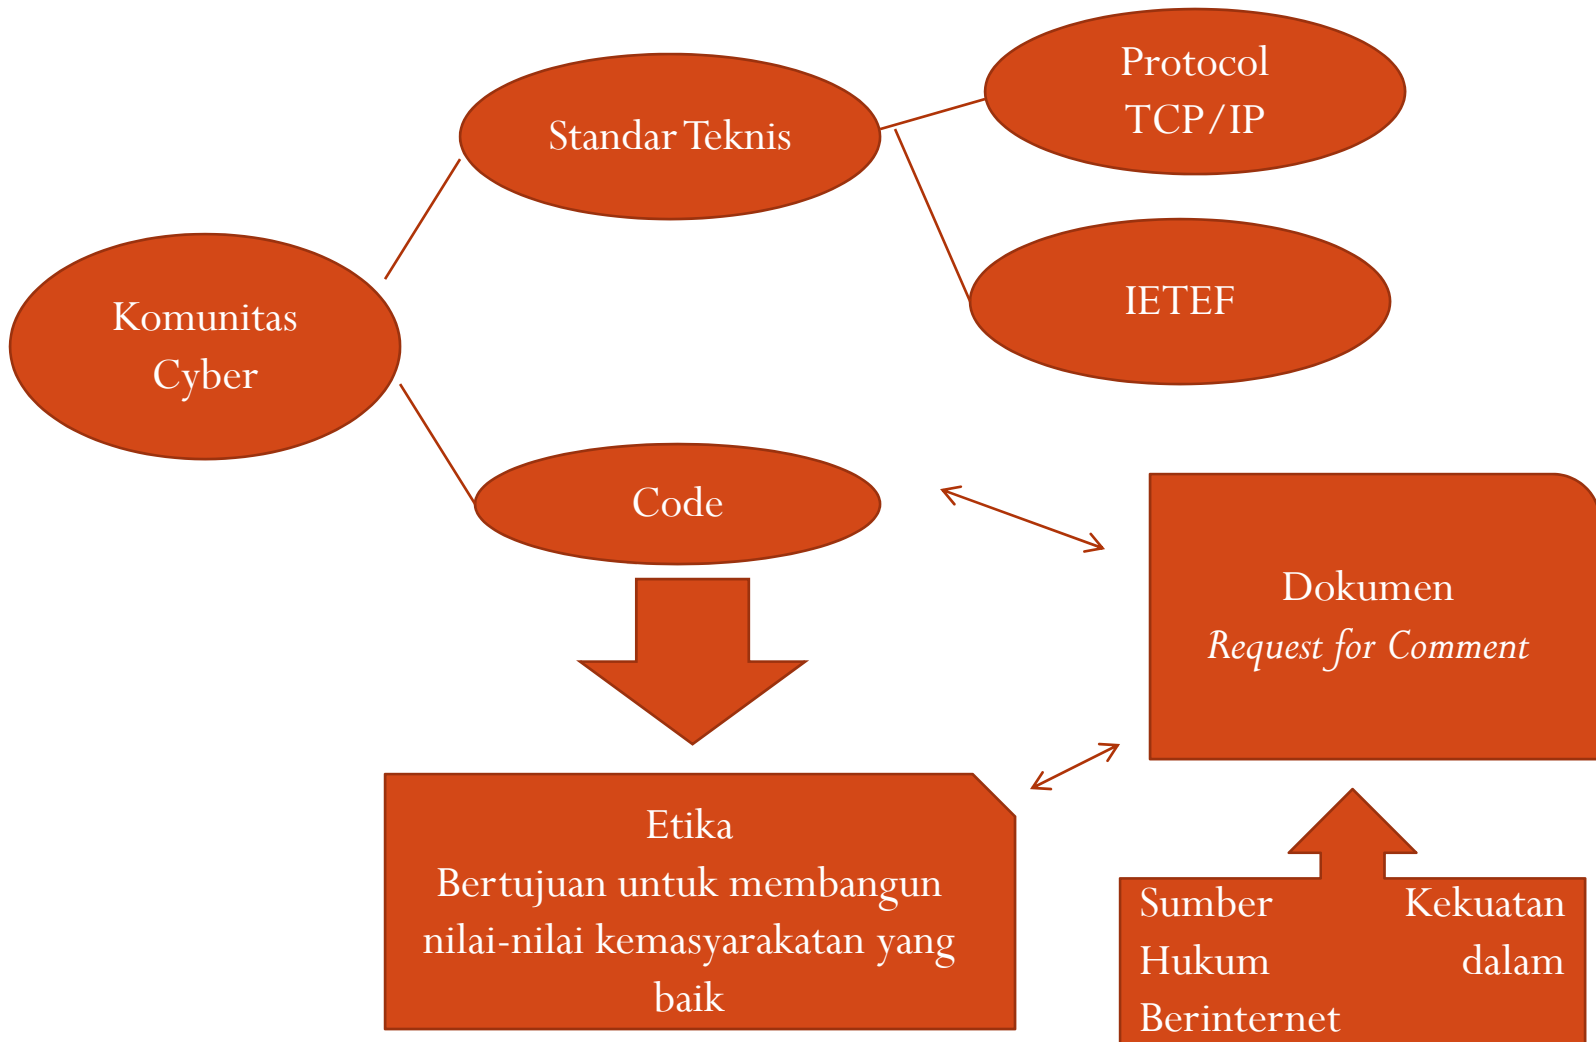 Protocol
TCP/IP
Standar Teknis
IETEF
Komunitas
Cyber
Code
Dokumen
Request for Comment
Etika
Bertujuan untuk membangun
nilai-nilai kemasyarakatan yang
baik
Sumber Kekuatan
Hukum dalam
Berinternet